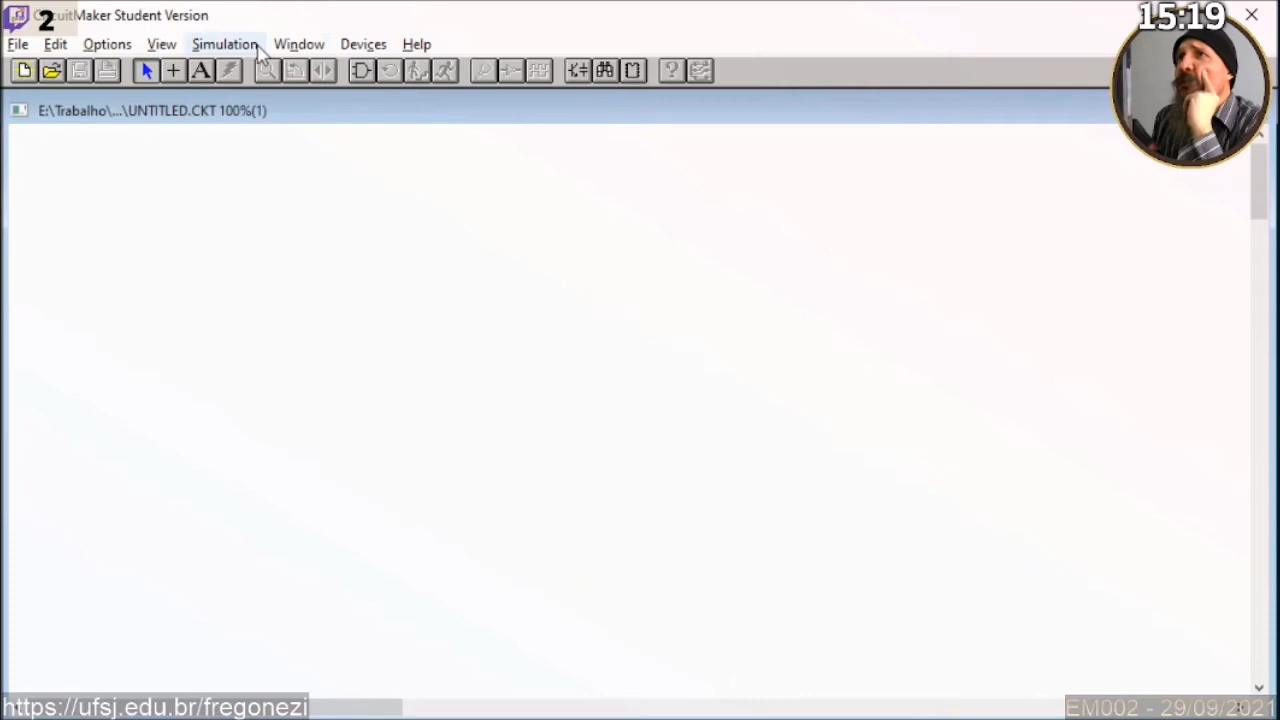 2
CircuitMaker Student Version
15:19
File Edit Options View Simulation Window Devices Help
A
?
E:\Trabalho\...\UNTITLED.CKT 100%(1)
https://ufsj.edu.br/fregonezi
EM002 - 29/09/2021